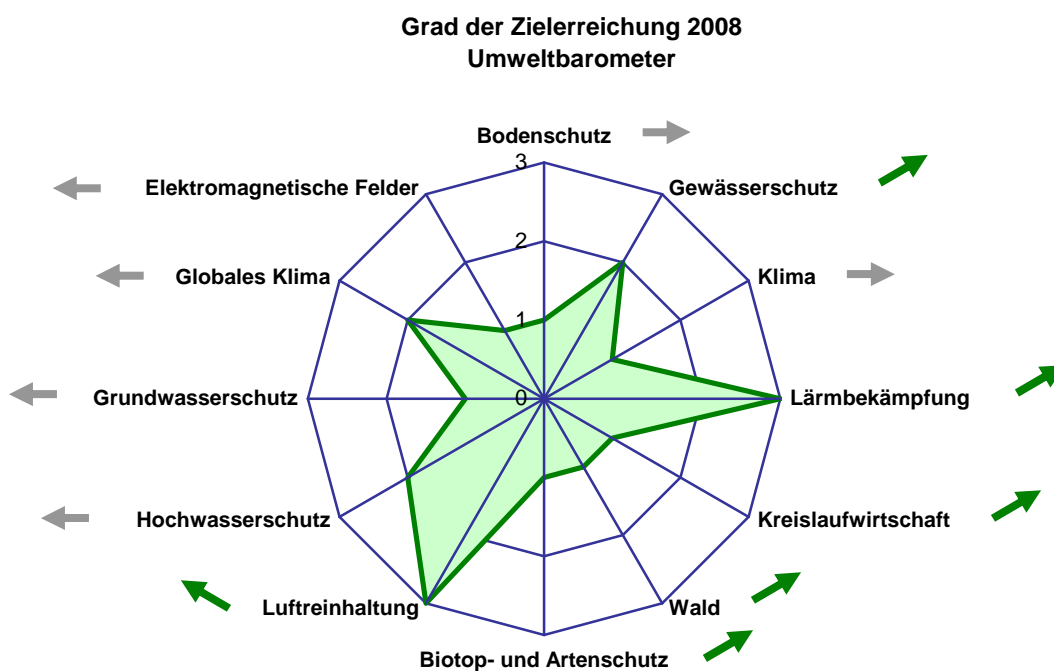 Grad der Zielerreichung 2008
Umweltbarometer
Bodenschutz
3
Elektromagnetische Felder
Gewässerschutz
2
Globales Klima
Klima
1
Grundwasserschutz
0
Lärmbekämpfung
Hochwasserschutz
Kreislaufwirtschaft
Luftreinhaltung
Wald
Biotop- und Artenschutz